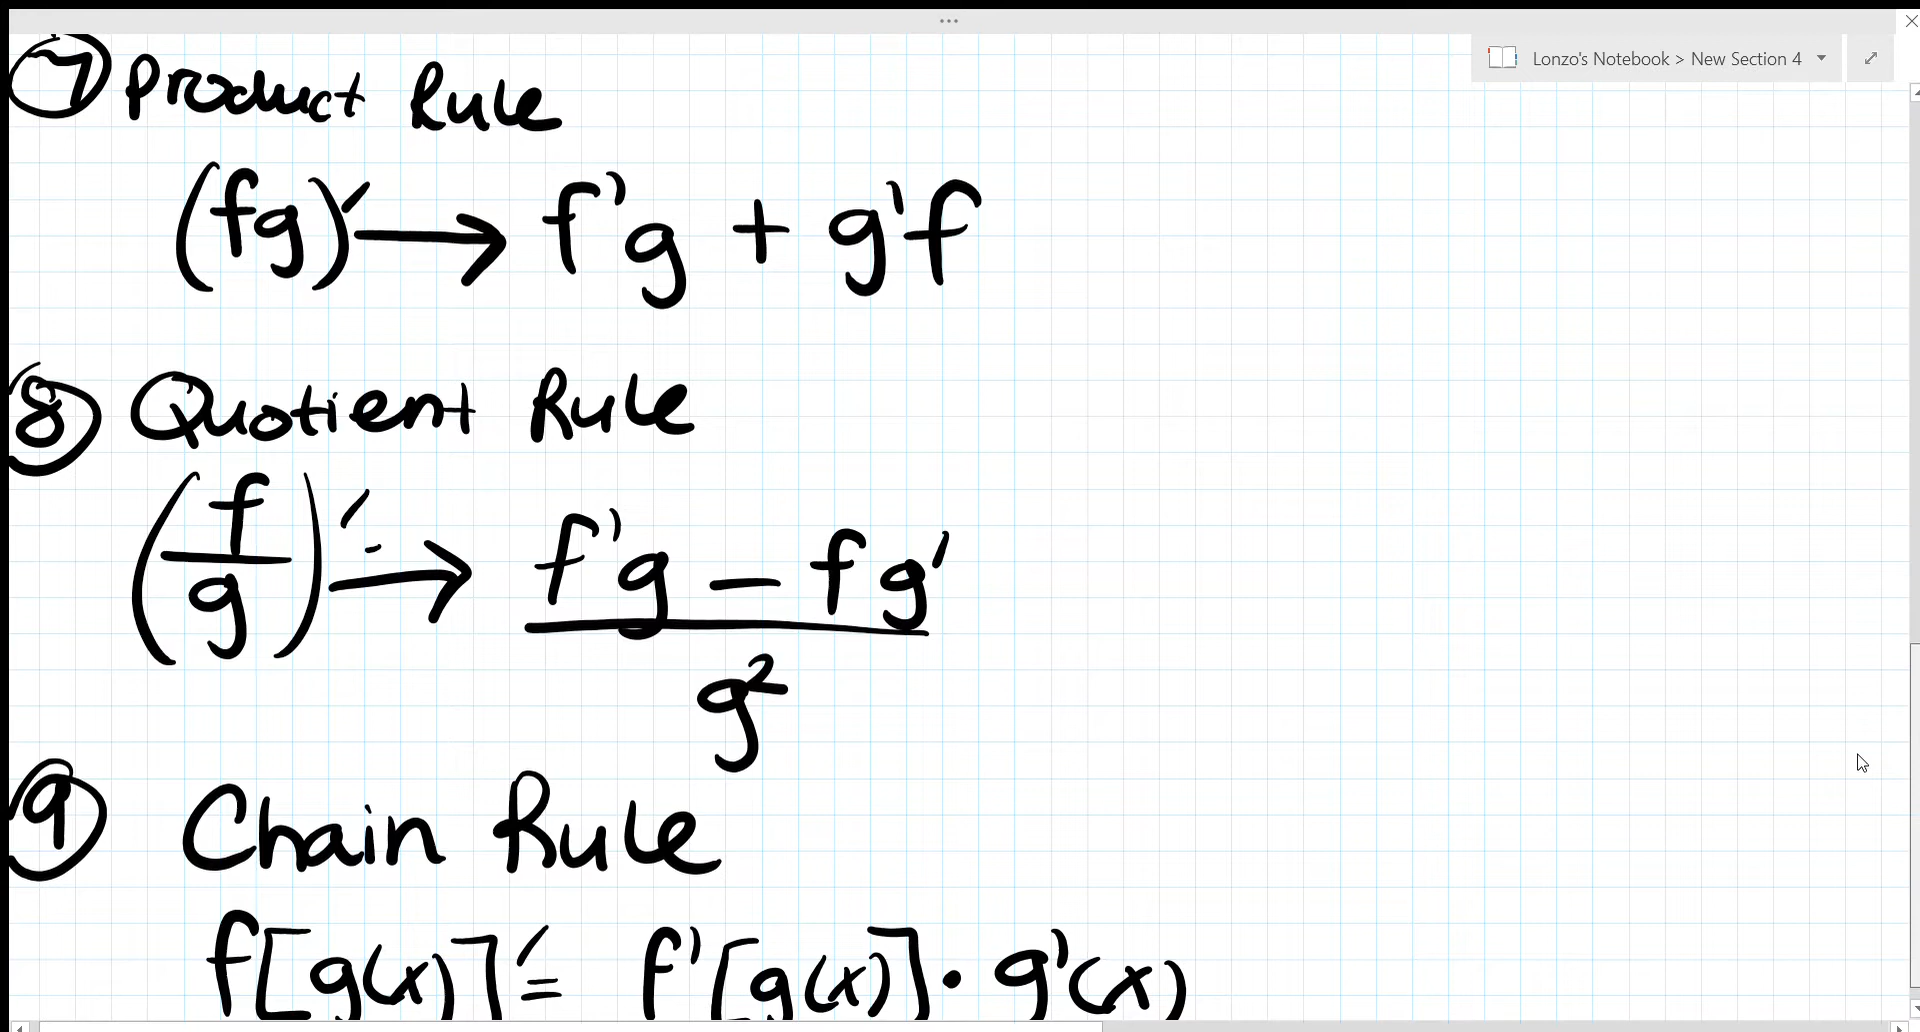 ...
Lonzo's Notebook > New Section 4
⑦ Product Rule
(fg)′ → f'g + g'f
⑧ Quotient Rule
(f/g)′ → (f'g − fg')/g²
⑨ Chain Rule
f[g(x)]′ = f'[g(x)] · g'(x)